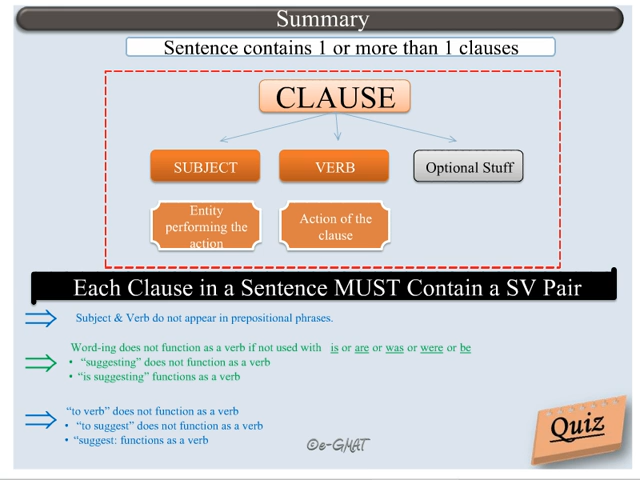 Summary
Sentence contains 1 or more than 1 clauses
CLAUSE
SUBJECT
VERB
Optional Stuff
Entity
performing the
action
Action of the
clause
Each Clause in a Sentence MUST Contain a SV Pair
Subject & Verb do not appear in prepositional phrases.
Word-ing does not function as a verb if not used with is or are or was or were or be
• “suggesting” does not function as a verb
• “is suggesting” functions as a verb
“to verb” does not function as a verb
• “to suggest” does not function as a verb
• “suggest: functions as a verb
©e-GMAT
Quiz